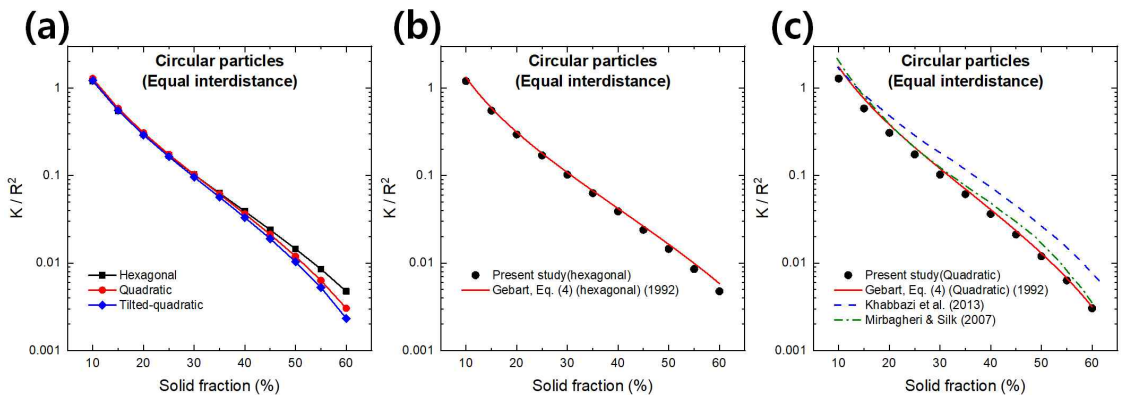 (a)
Circular particles
(Equal interdistance)
1
0.1
0.01
0.001
K / R²
Hexagonal
Quadratic
Tilted-quadratic
10 20 30 40 50 60
Solid fraction (%)
(b)
Circular particles
(Equal interdistance)
1
0.1
0.01
0.001
K / R²
Present study(hexagonal)
Gebart, Eq. (4) (hexagonal) (1992)
10 20 30 40 50 60
Solid fraction (%)
(c)
Circular particles
(Equal interdistance)
1
0.1
0.01
0.001
K / R²
Present study(Quadratic)
Gebart, Eq. (4) (Quadratic) (1992)
Khabbazi et al. (2013)
Mirbagheri & Silk (2007)
10 20 30 40 50 60
Solid fraction (%)